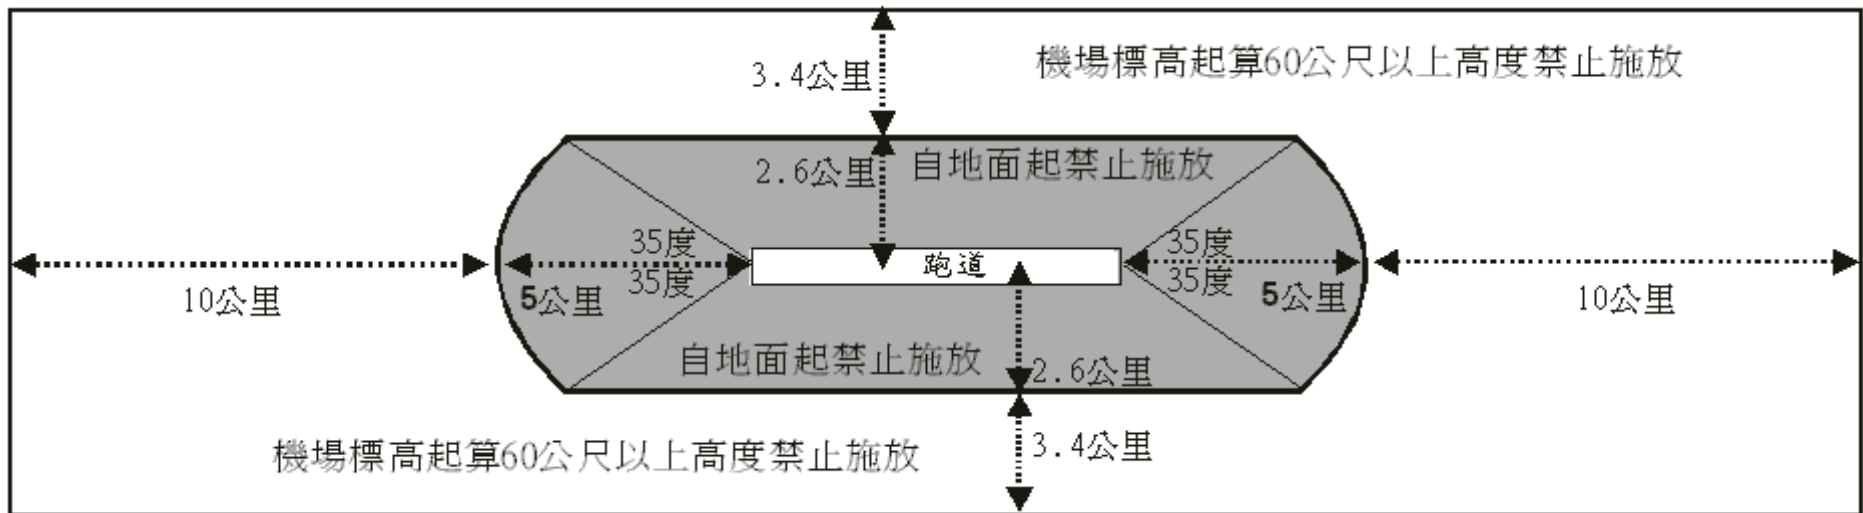 機場標高起算60公尺以上高度禁止施放
3.4公里
自地面起禁止施放
2.6公里
35度
35度
跑道
35度
35度
10公里
5公里
5公里
10公里
自地面起禁止施放
2.6公里
機場標高起算60公尺以上高度禁止施放
3.4公里